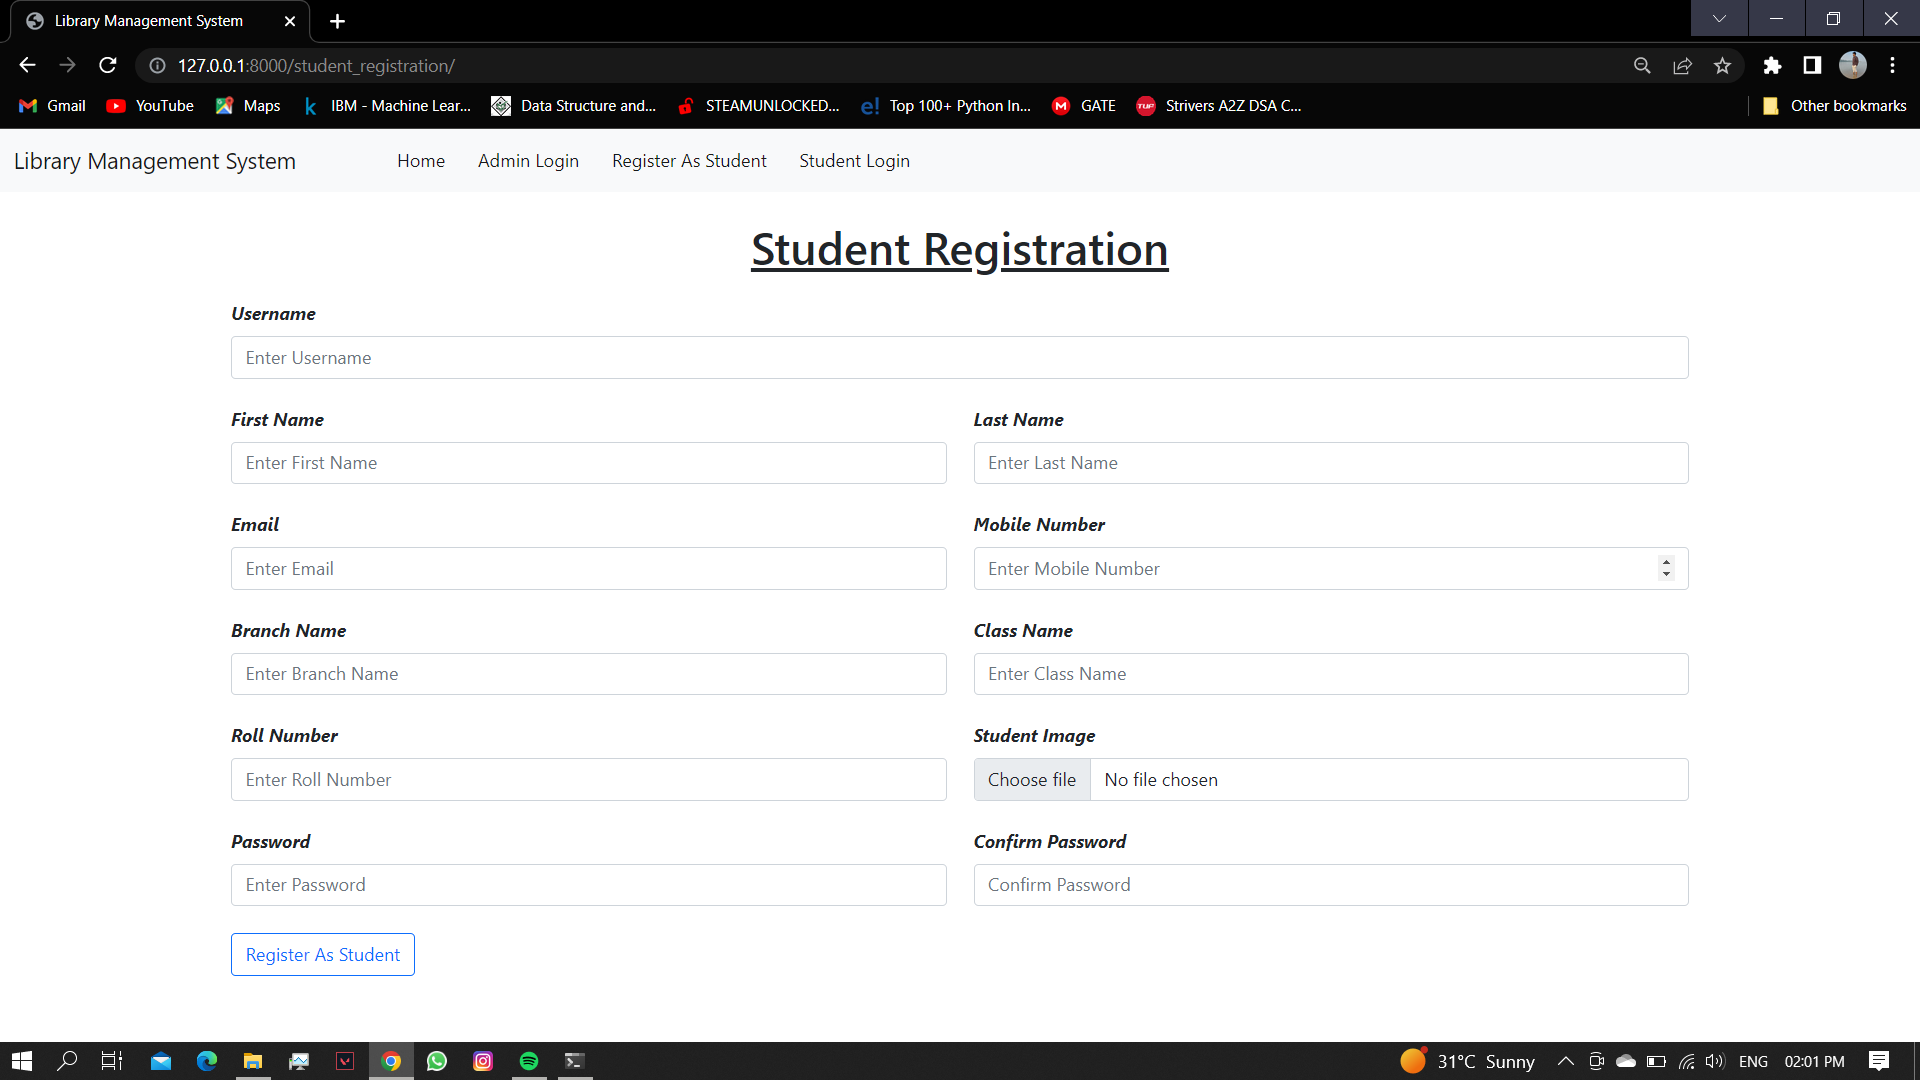 Library Management System
127.0.0.1:8000/student_registration/
Gmail YouTube Maps IBM - Machine Lear... Data Structure and... STEAMUNLOCKED... Top 100+ Python In... GATE Strivers A2Z DSA C... Other bookmarks
Library Management System Home Admin Login Register As Student Student Login
Student Registration
Username
Enter Username
First Name Last Name
Enter First Name Enter Last Name
Email Mobile Number
Enter Email Enter Mobile Number
Branch Name Class Name
Enter Branch Name Enter Class Name
Roll Number Student Image
Enter Roll Number Choose file No file chosen
Password Confirm Password
Enter Password Confirm Password
Register As Student
31°C Sunny ENG 02:01 PM